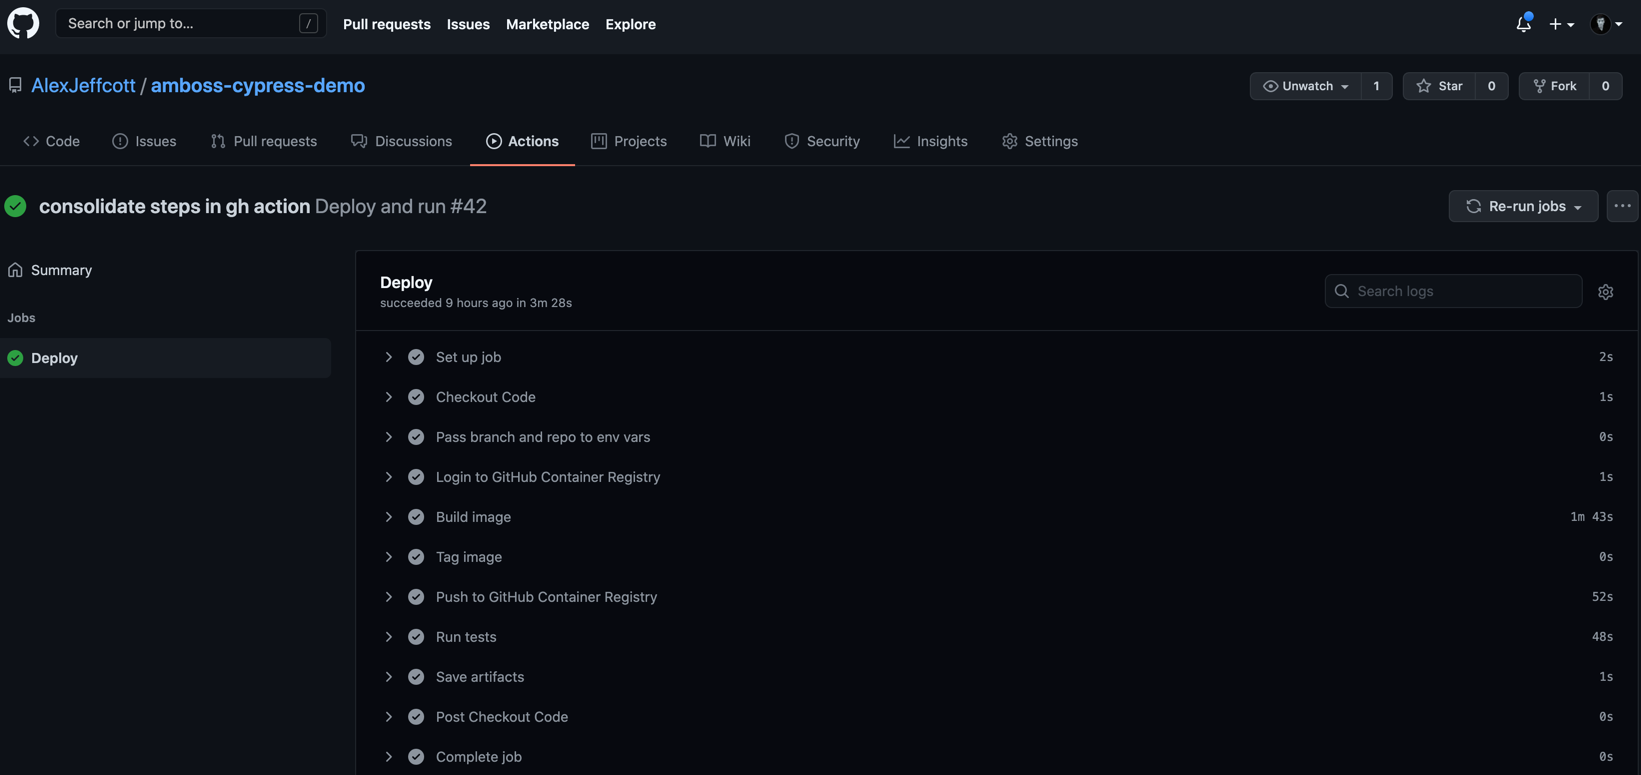 Search or jump to... /
Pull requests Issues Marketplace Explore
AlexJeffcott / amboss-cypress-demo
Unwatch 1 Star 0 Fork 0
Code Issues Pull requests Discussions Actions Projects Wiki Security Insights Settings
consolidate steps in gh action Deploy and run #42
Re-run jobs
Summary
Jobs
Deploy
Deploy
succeeded 9 hours ago in 3m 28s
Search logs
Set up job 2s
Checkout Code 1s
Pass branch and repo to env vars 0s
Login to GitHub Container Registry 1s
Build image 1m 43s
Tag image 0s
Push to GitHub Container Registry 52s
Run tests 48s
Save artifacts 1s
Post Checkout Code 0s
Complete job 0s